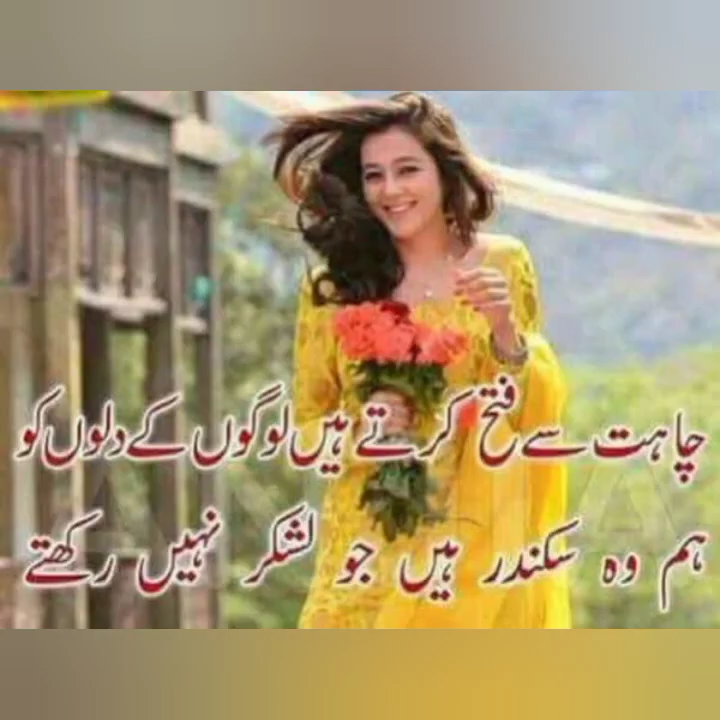 چاہت سے فتح کرتے ہیں لوگوں کے دلوں کو
ہم وہ سکندر ہیں جو لشکر نہیں رکھتے